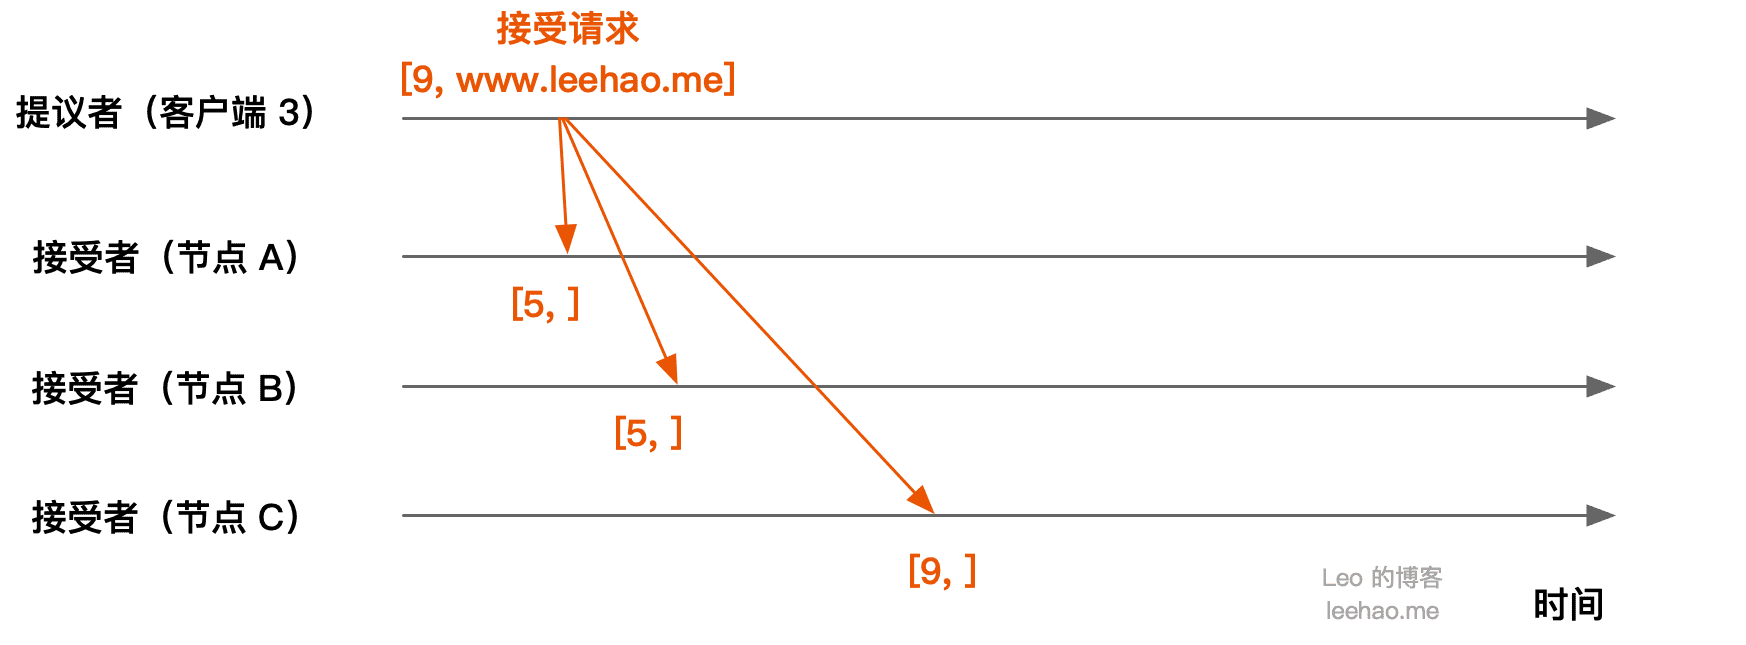 接受请求
[9, www.leehao.me]
提议者（客户端 3）
接受者（节点 A）
[5, ]
接受者（节点 B）
[5, ]
接受者（节点 C）
[9, ]
Leo 的博客
leehao.me
时间